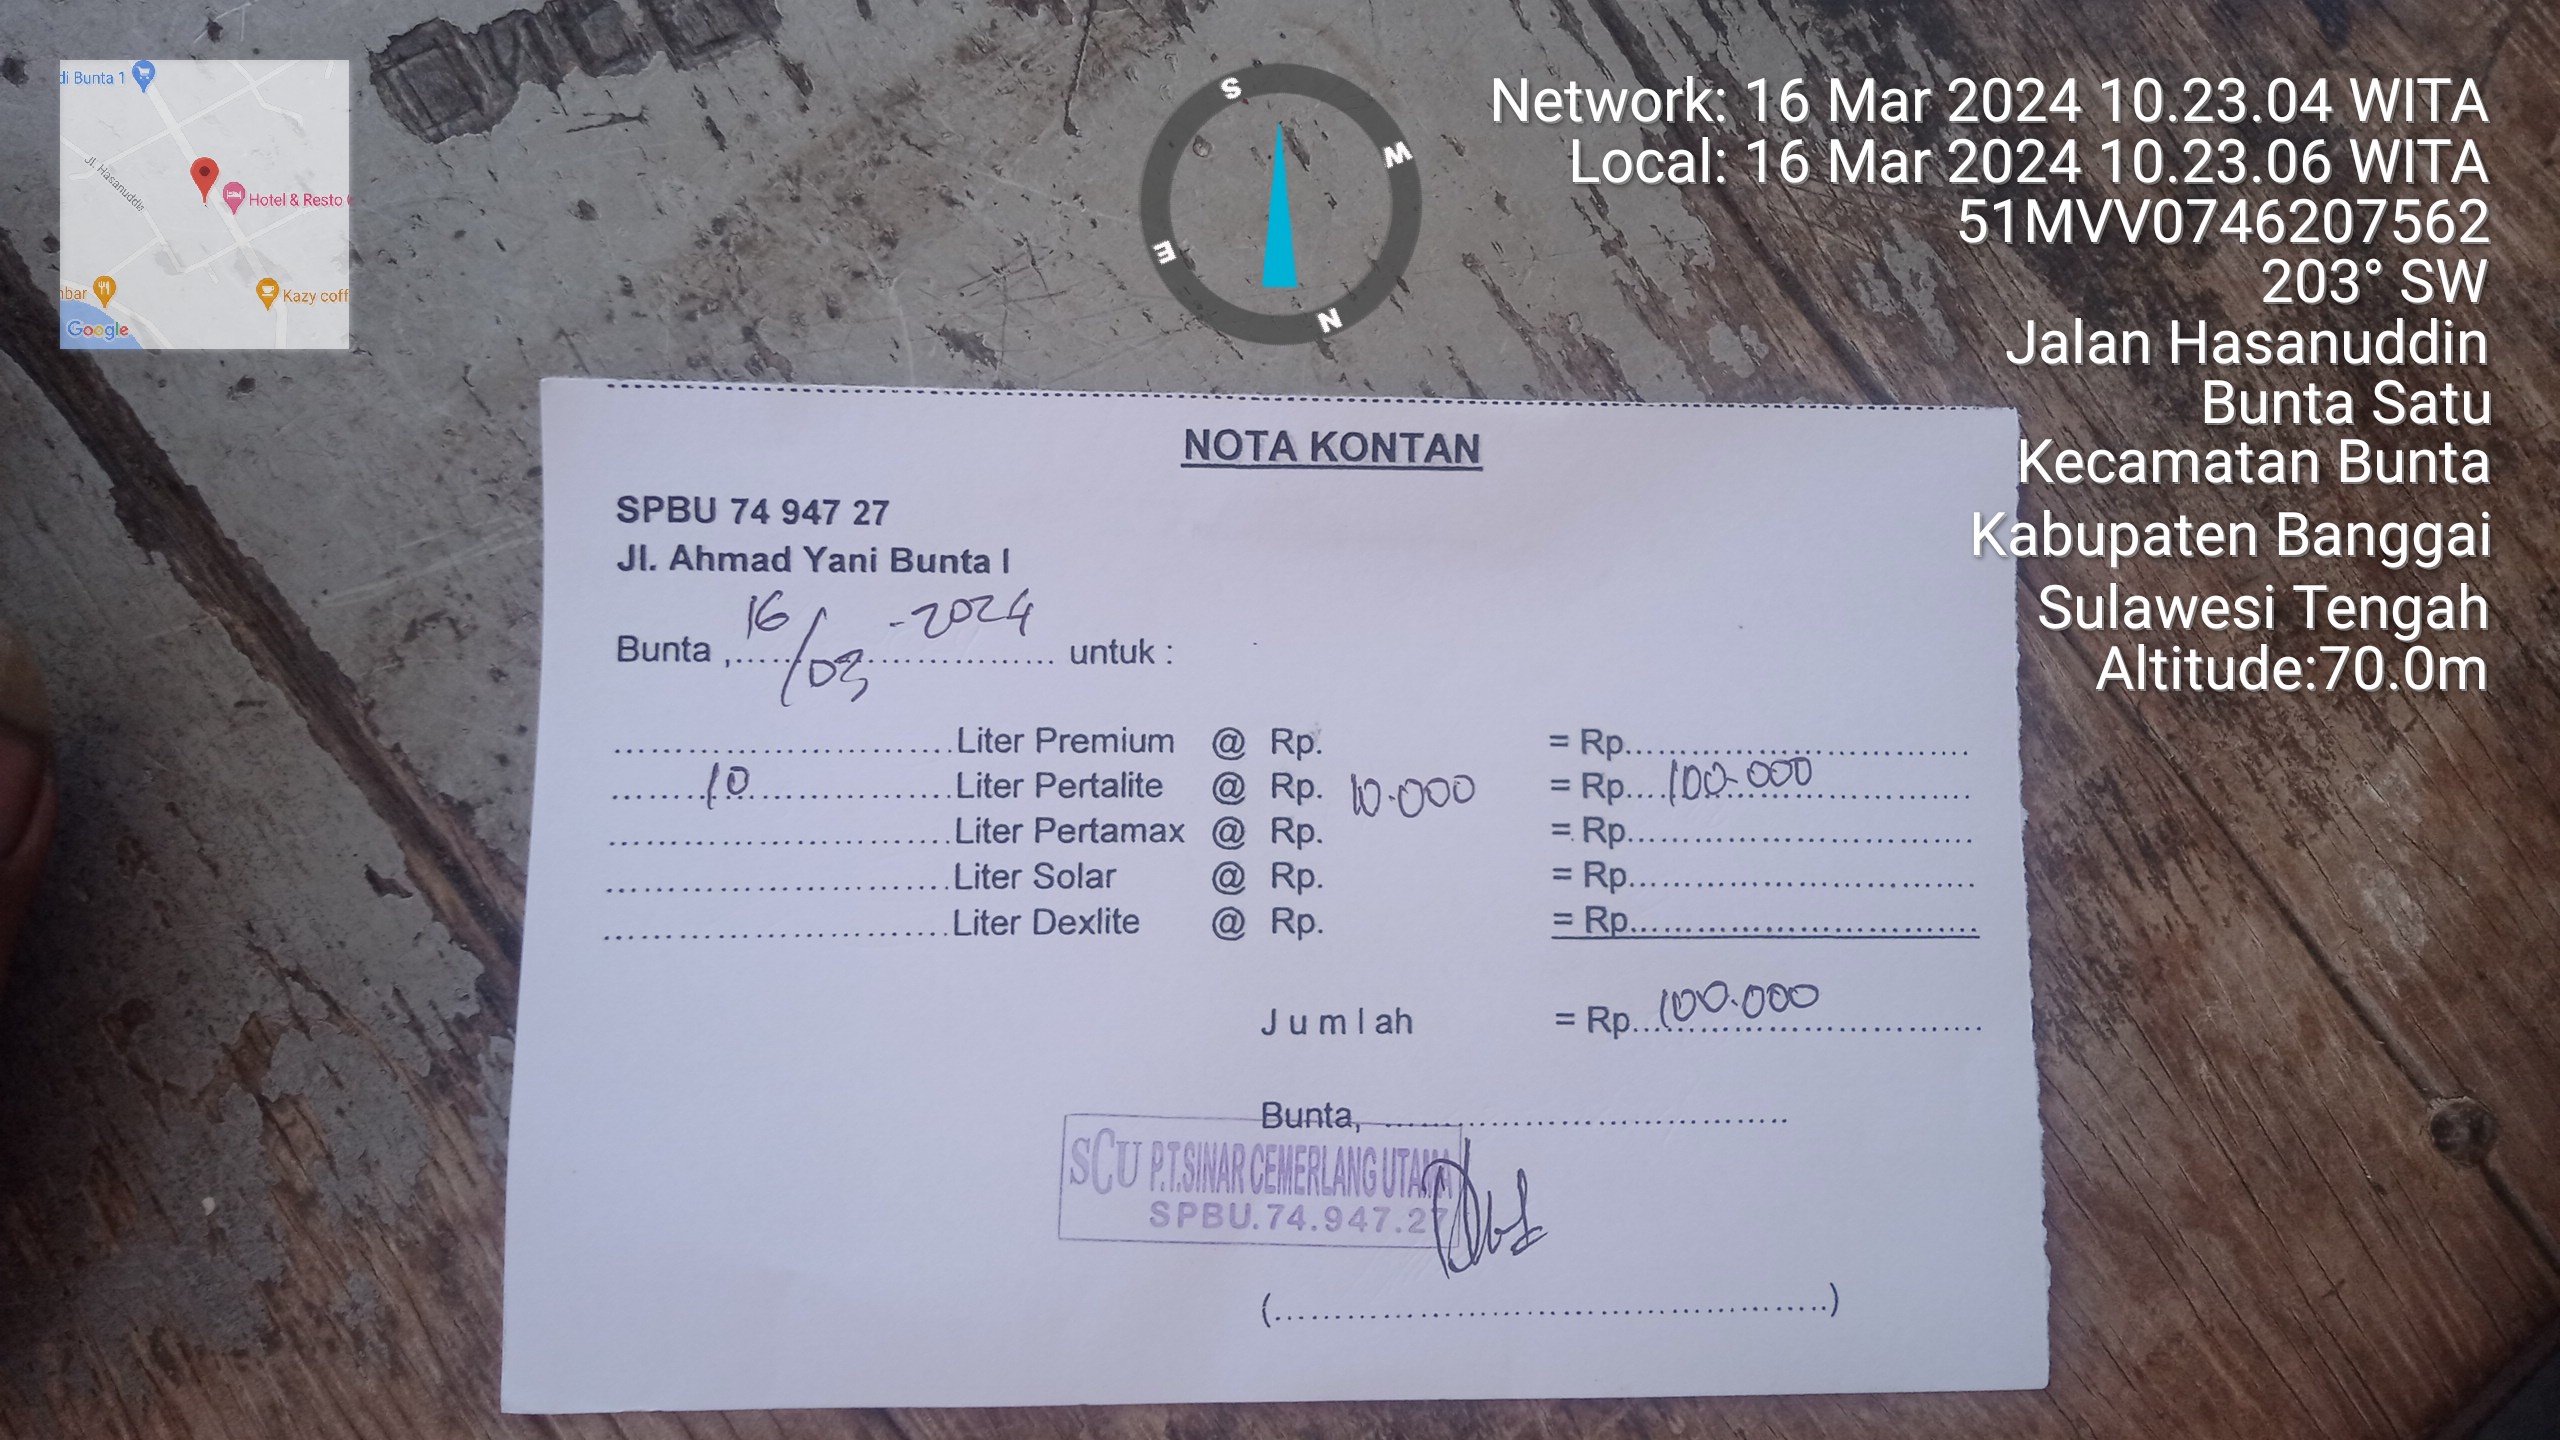 di Bunta 1
Jl. Hasanuddin
Hotel & Resto
Kazy coff
Google
S
W
E
N
Network: 16 Mar 2024 10.23.04 WITA
Local: 16 Mar 2024 10.23.06 WITA
51MVV0746207562
203° SW
Jalan Hasanuddin
Bunta Satu
Kecamatan Bunta
Kabupaten Banggai
Sulawesi Tengah
Altitude:70.0m
NOTA KONTAN
SPBU 74 947 27
Jl. Ahmad Yani Bunta I
Bunta , 16/03-2024 untuk :
Liter Premium @ Rp. = Rp.
10 Liter Pertalite @ Rp. 10.000 = Rp. 100.000
Liter Pertamax @ Rp. = Rp.
Liter Solar @ Rp. = Rp.
Liter Dexlite @ Rp. = Rp.
Jumlah = Rp. 100.000
Bunta,
SCU P.T.SINAR CEMERLANG UTAMA
SPBU.74.947.27
(..............................)